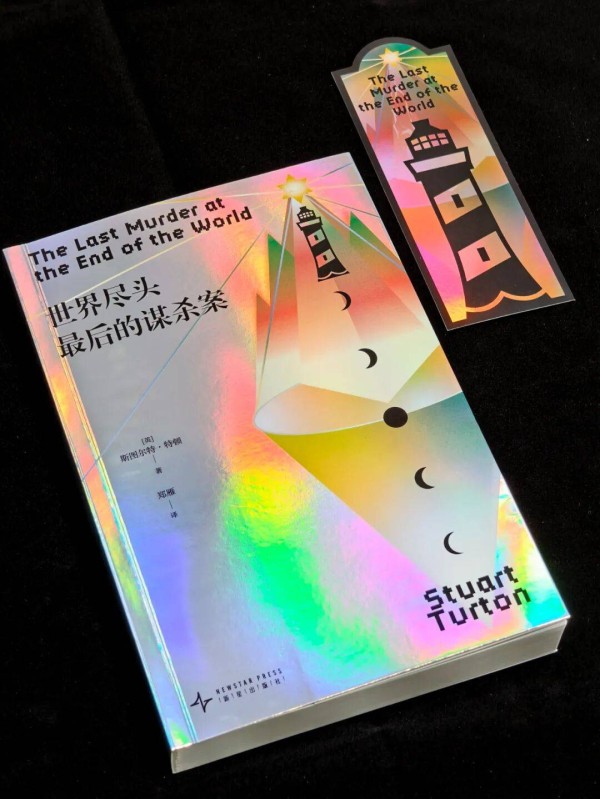 The Last Murder at
the End of the World
世界尽头
最后的谋杀案
[英]
斯图尔特·特顿
著
郑雁
译
Stuart
Turton
NEWSTAR PRESS
新星出版社
The Last
Murder at
the End of the
World